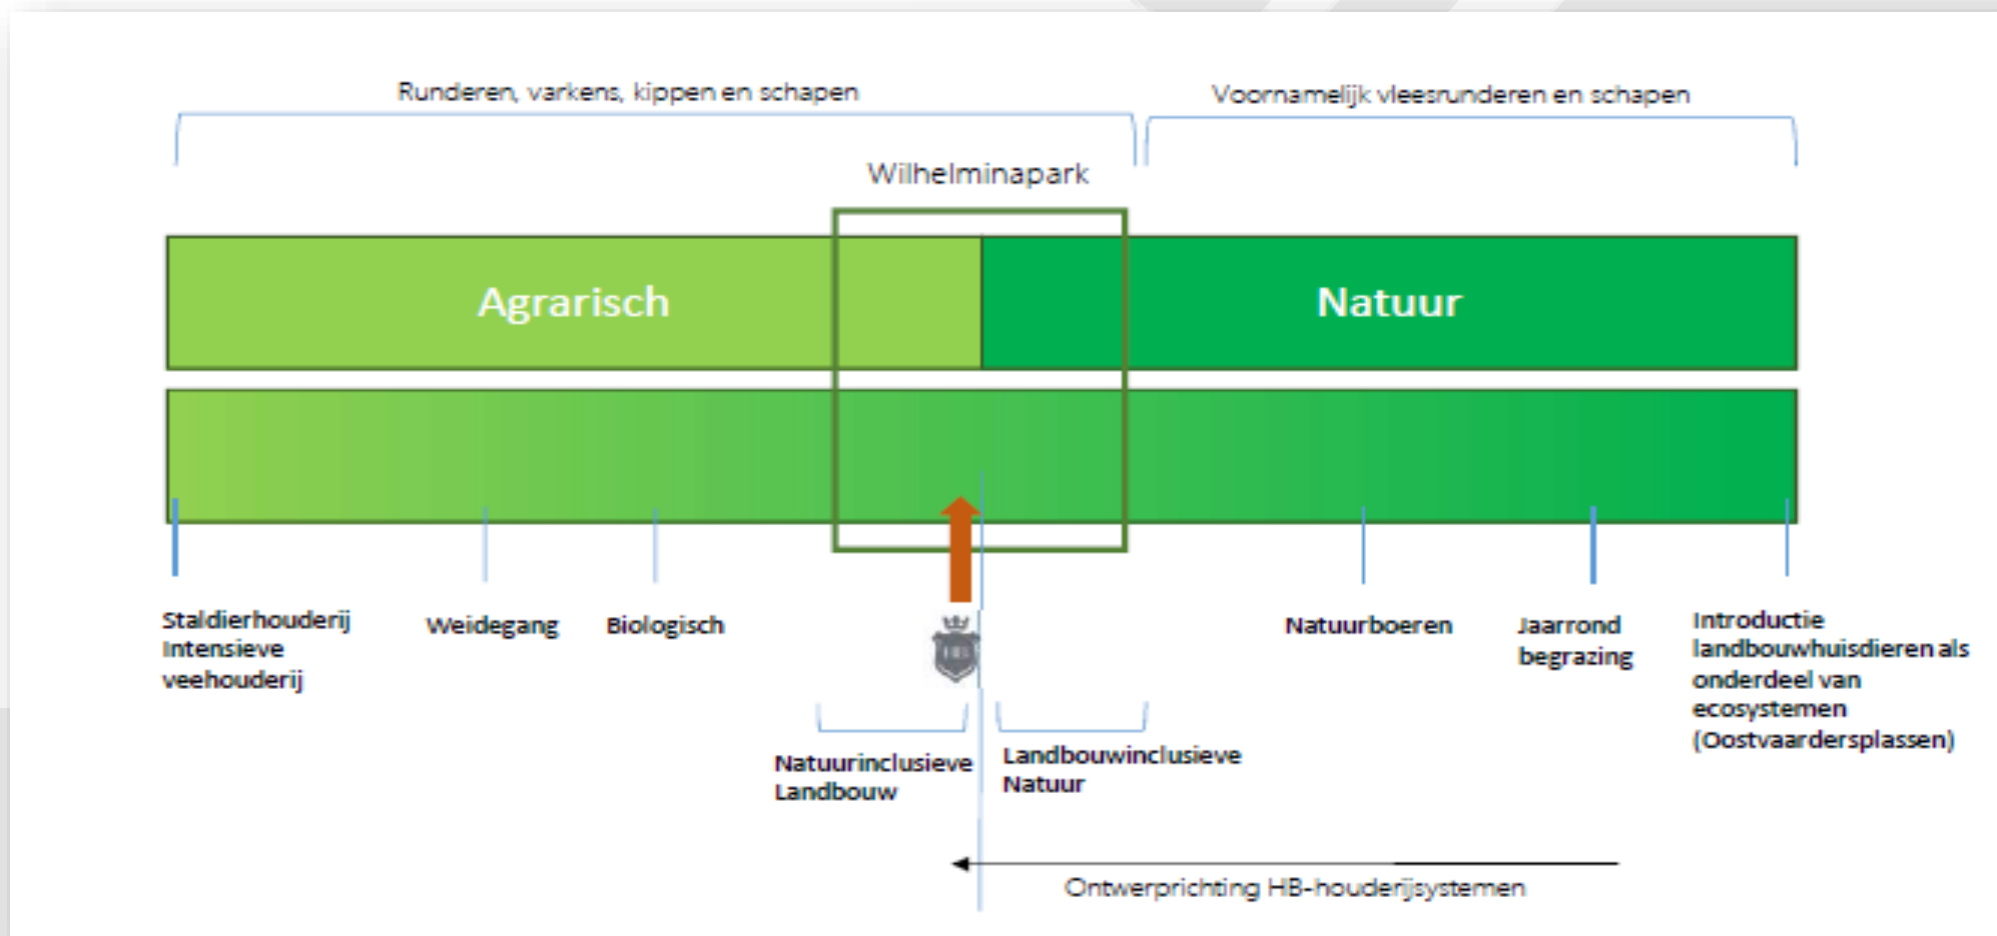 Runderen, varkens, kippen en schapen
Voornamelijk vleesrunderen en schapen
Wilhelminapark
Agrarisch
Natuur
Staldierhouderij
Intensieve
veehouderij
Weidegang
Biologisch
HB
Natuurboeren
Jaarrond
begrazing
Introductie
landbouwhuisdieren als
onderdeel van
ecosystemen
(Oostvaardersplassen)
Natuurinclusieve
Landbouw
Landbouwinclusieve
Natuur
Ontwerprichting HB-houderijsystemen